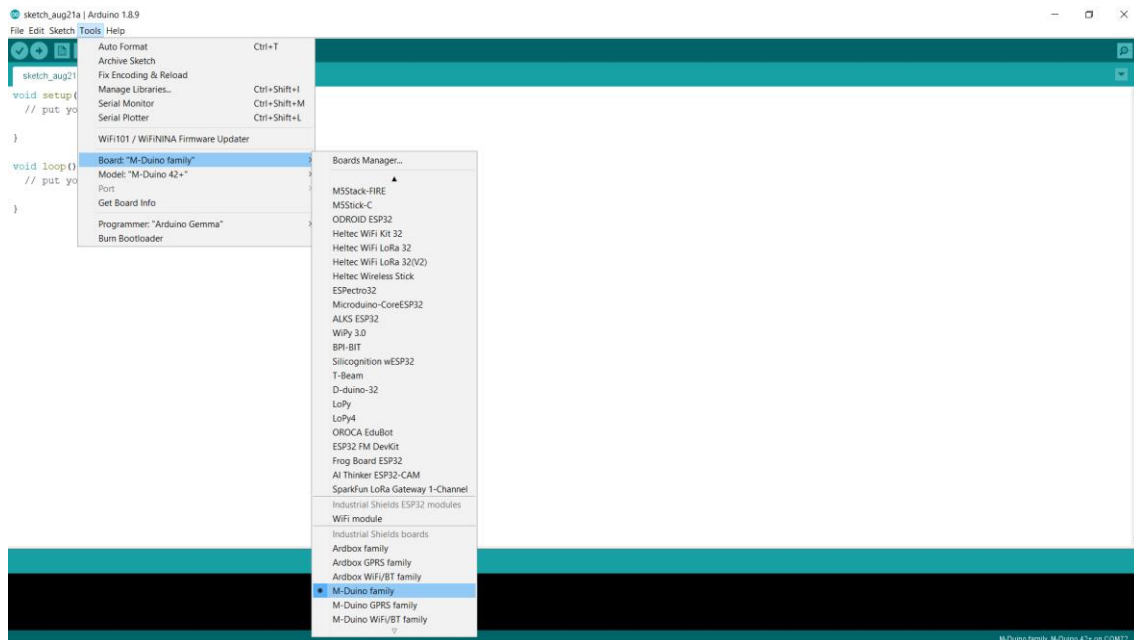 sketch_aug21a | Arduino 1.8.9
File Edit Sketch Tools Help
sketch_aug21
void setup(
// put yo
}
void loop()
// put yo
}
Auto Format Ctrl+T
Archive Sketch
Fix Encoding & Reload
Manage Libraries... Ctrl+Shift+I
Serial Monitor Ctrl+Shift+M
Serial Plotter Ctrl+Shift+L
WiFi101 / WiFiNINA Firmware Updater
Board: "M-Duino family"
Model: "M-Duino 42+"
Port
Get Board Info
Programmer: "Arduino Gemma"
Burn Bootloader
Boards Manager...
M5Stack-FIRE
M5Stick-C
ODROID ESP32
Heltec WiFi Kit 32
Heltec WiFi LoRa 32
Heltec WiFi LoRa 32(V2)
Heltec Wireless Stick
ESPectro32
Microduino-CoreESP32
ALKS ESP32
WiPy 3.0
BPI-BIT
Silicognition wESP32
T-Beam
D-duino-32
LoPy
LoPy4
OROCA EduBot
ESP32 FM DevKit
Frog Board ESP32
AI Thinker ESP32-CAM
SparkFun LoRa Gateway 1-Channel
Industrial Shields ESP32 modules
WiFi module
Industrial Shields boards
Ardbox family
Ardbox GPRS family
Ardbox WiFi/BT family
M-Duino family
M-Duino GPRS family
M-Duino WiFi/BT family
M-Duino family, M-Duino 42+ on COM72